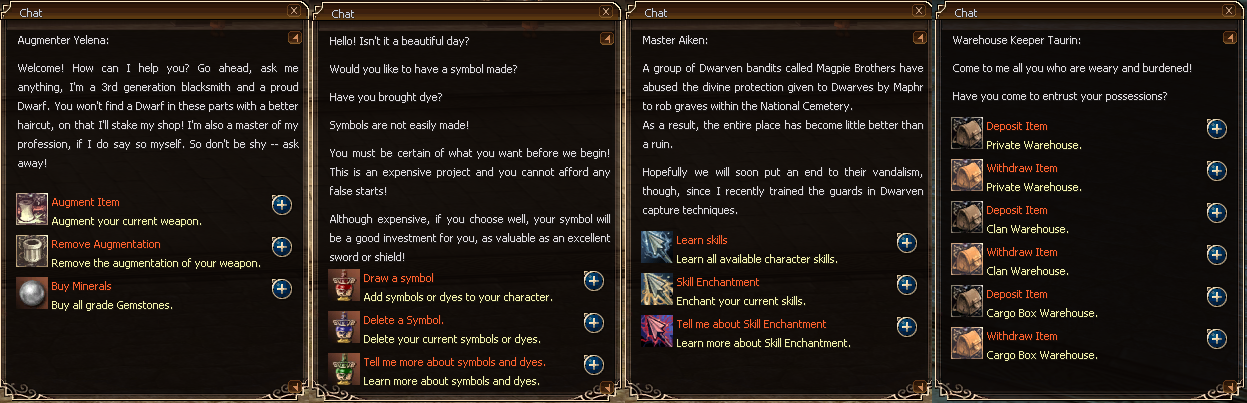 Chat
Augmenter Yelena:
Welcome! How can I help you? Go ahead, ask me
anything, I'm a 3rd generation blacksmith and a proud
Dwarf. You won't find a Dwarf in these parts with a better
haircut, on that I'll stake my shop! I'm also a master of my
profession, if I do say so myself. So don't be shy -- ask
away!
Augment Item
Augment your current weapon.
Remove Augmentation
Remove the augmentation of your weapon.
Buy Minerals
Buy all grade Gemstones.
Chat
Hello! Isn't it a beautiful day?
Would you like to have a symbol made?
Have you brought dye?
Symbols are not easily made!
You must be certain of what you want before we begin!
This is an expensive project and you cannot afford any
false starts!
Although expensive, if you choose well, your symbol will
be a good investment for you, as valuable as an excellent
sword or shield!
Draw a symbol
Add symbols or dyes to your character.
Delete a Symbol.
Delete your current symbols or dyes.
Tell me more about symbols and dyes.
Learn more about symbols and dyes.
Chat
Master Aiken:
A group of Dwarven bandits called Magpie Brothers have
abused the divine protection given to Dwarves by Maphr
to rob graves within the National Cemetery.
As a result, the entire place has become little better than
a ruin.
Hopefully we will soon put an end to their vandalism,
though, since I recently trained the guards in Dwarven
capture techniques.
Learn skills
Learn all available character skills.
Skill Enchantment
Enchant your current skills.
Tell me about Skill Enchantment
Learn more about Skill Enchantment.
Chat
Warehouse Keeper Taurin:
Come to me all you who are weary and burdened!
Have you come to entrust your possessions?
Deposit Item
Private Warehouse.
Withdraw Item
Private Warehouse.
Deposit Item
Clan Warehouse.
Withdraw Item
Clan Warehouse.
Deposit Item
Cargo Box Warehouse.
Withdraw Item
Cargo Box Warehouse.